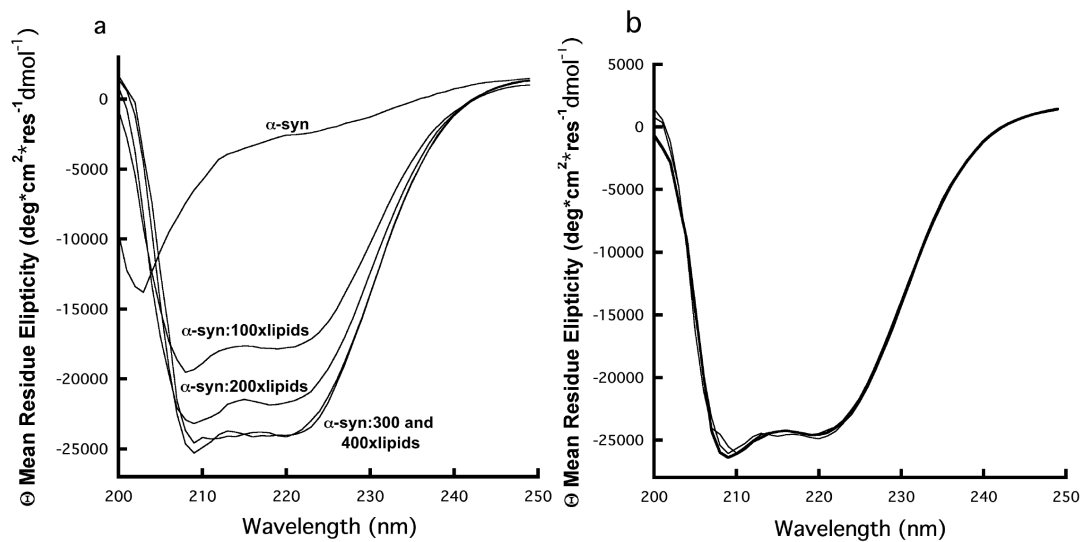 a
Θ Mean Residue Elipticity (deg*cm2*res-1dmol-1)
0
-5000
-10000
-15000
-20000
-25000
α-syn
α-syn:100xlipids
α-syn:200xlipids
α-syn:300 and
400xlipids
200 210 220 230 240 250
Wavelength (nm)
b
Θ Mean Residue Elipticity (deg*cm2*res-1dmol-1)
5000
0
-5000
-10000
-15000
-20000
-25000
200 210 220 230 240 250
Wavelength (nm)